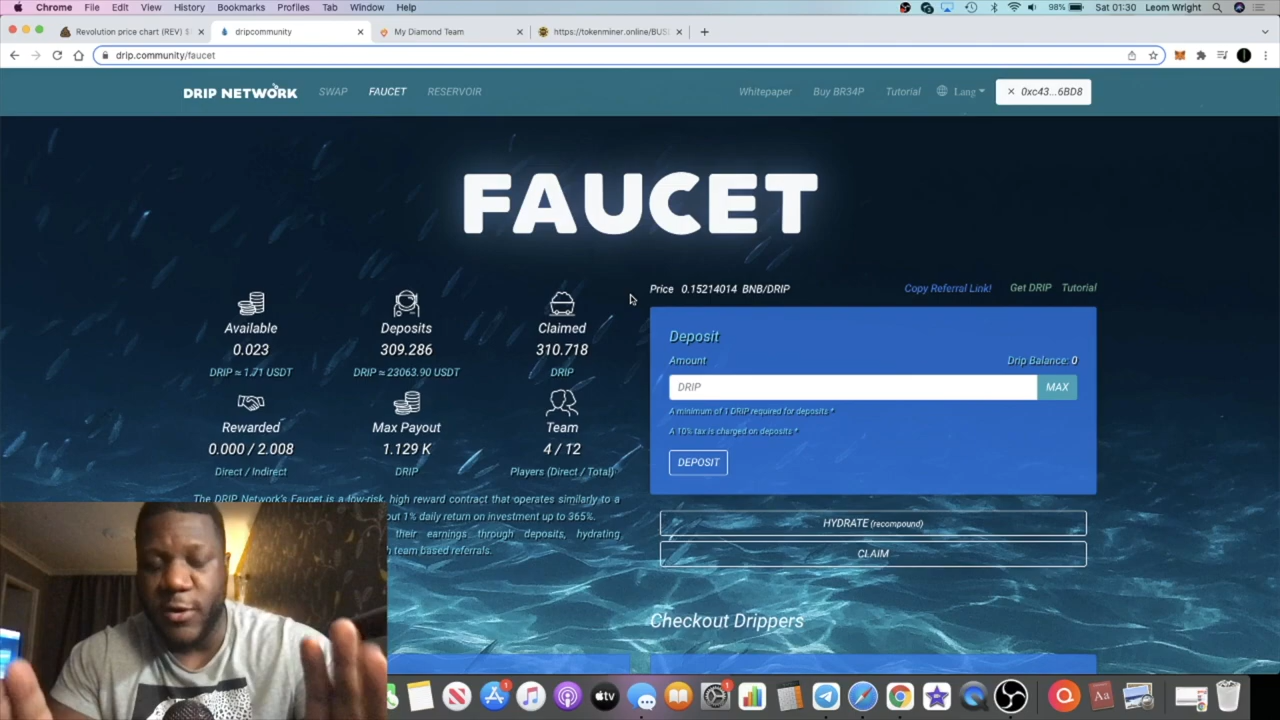 Chrome File Edit View History Bookmarks Profiles Tab Window Help 98% Sat 01:30 Leom Wright
Revolution price chart (REV) $ dripcommunity My Diamond Team https://tokenminer.online/BUS
drip.community/faucet
DRIP NETWORK SWAP FAUCET RESERVOIR Whitepaper Buy BR34P Tutorial Lang × 0xc43...6BD8
FAUCET
Price 0.15214014 BNB/DRIP Copy Referral Link! Get DRIP Tutorial
Available
0.023
DRIP ≈ 1.71 USDT
Deposits
309.286
DRIP ≈ 23063.90 USDT
Claimed
310.718
DRIP
Rewarded
0.000 / 2.008
Direct / Indirect
Max Payout
1.129 K
DRIP
Team
4 / 12
Players (Direct / Total)
The DRIP Network's Faucet is a low-risk, high reward contract that operates similarly to a
out 1% daily return on investment up to 365%.
their earnings through deposits, hydrating
team based referrals.
Deposit
Amount Drip Balance: 0
DRIP MAX
A minimum of 1 DRIP required for deposits *
A 10% tax is charged on deposits *
DEPOSIT
HYDRATE (recompound)
CLAIM
Checkout Drippers
tv
Aa